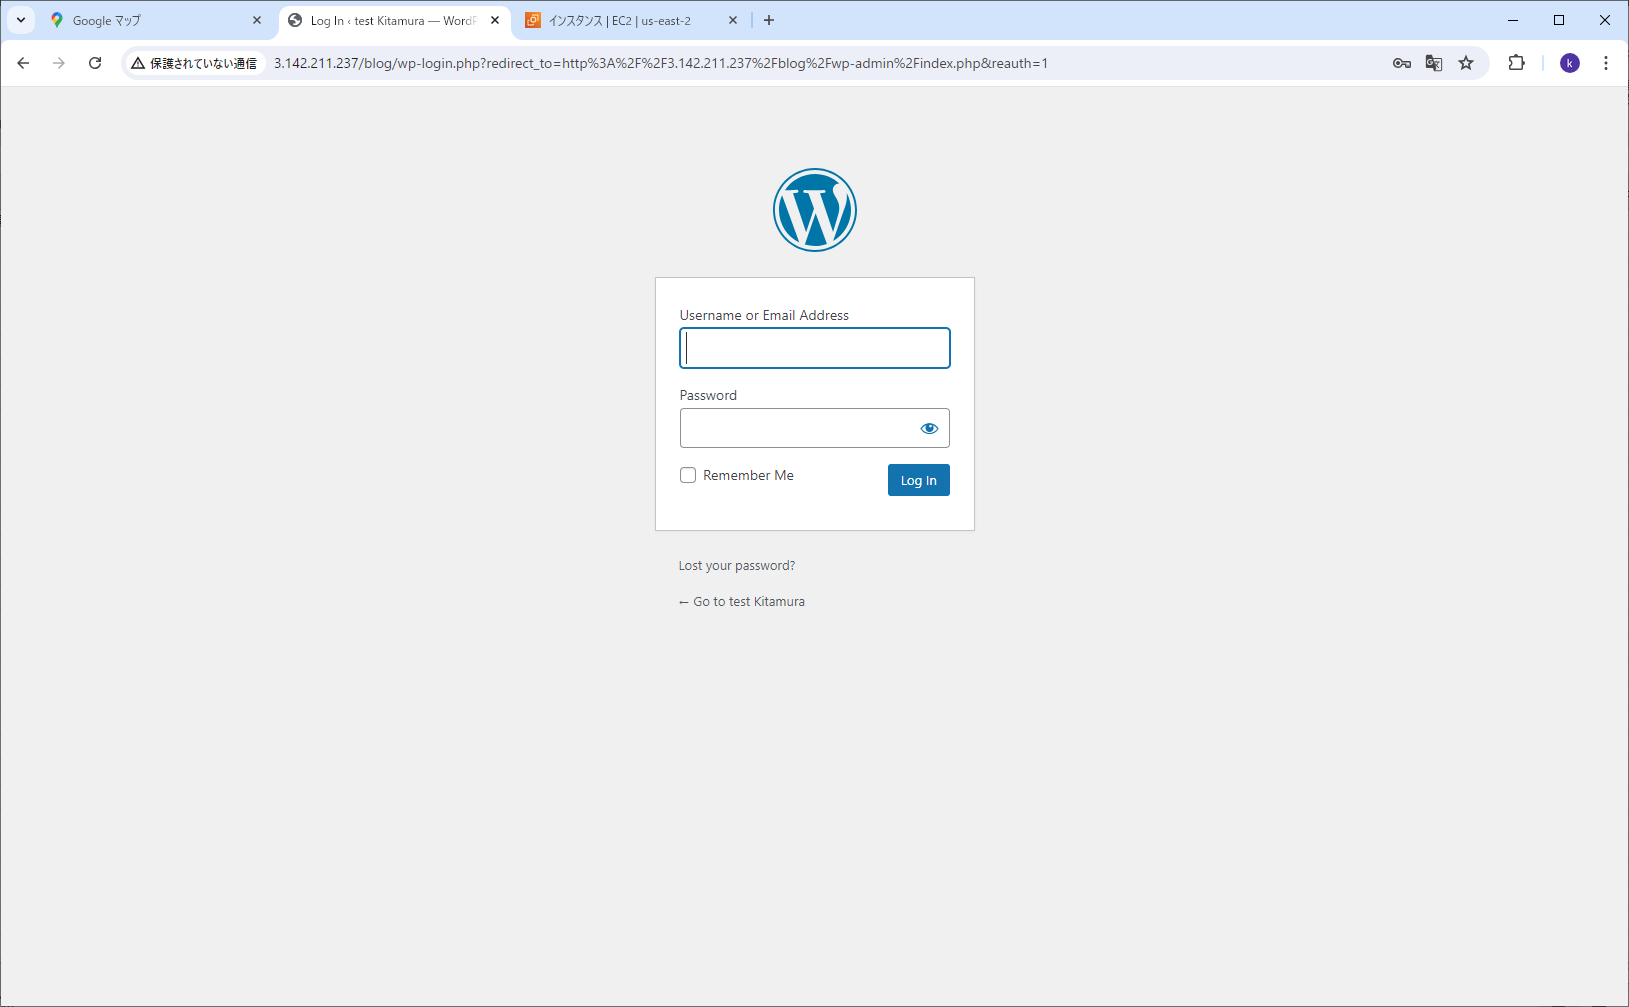 Google マップ
Log In ‹ test Kitamura — WordP
インスタンス | EC2 | us-east-2
保護されていない通信
3.142.211.237/blog/wp-login.php?redirect_to=http%3A%2F%2F3.142.211.237%2Fblog%2Fwp-admin%2Findex.php&reauth=1
k
Username or Email Address
Password
Remember Me
Log In
Lost your password?
← Go to test Kitamura